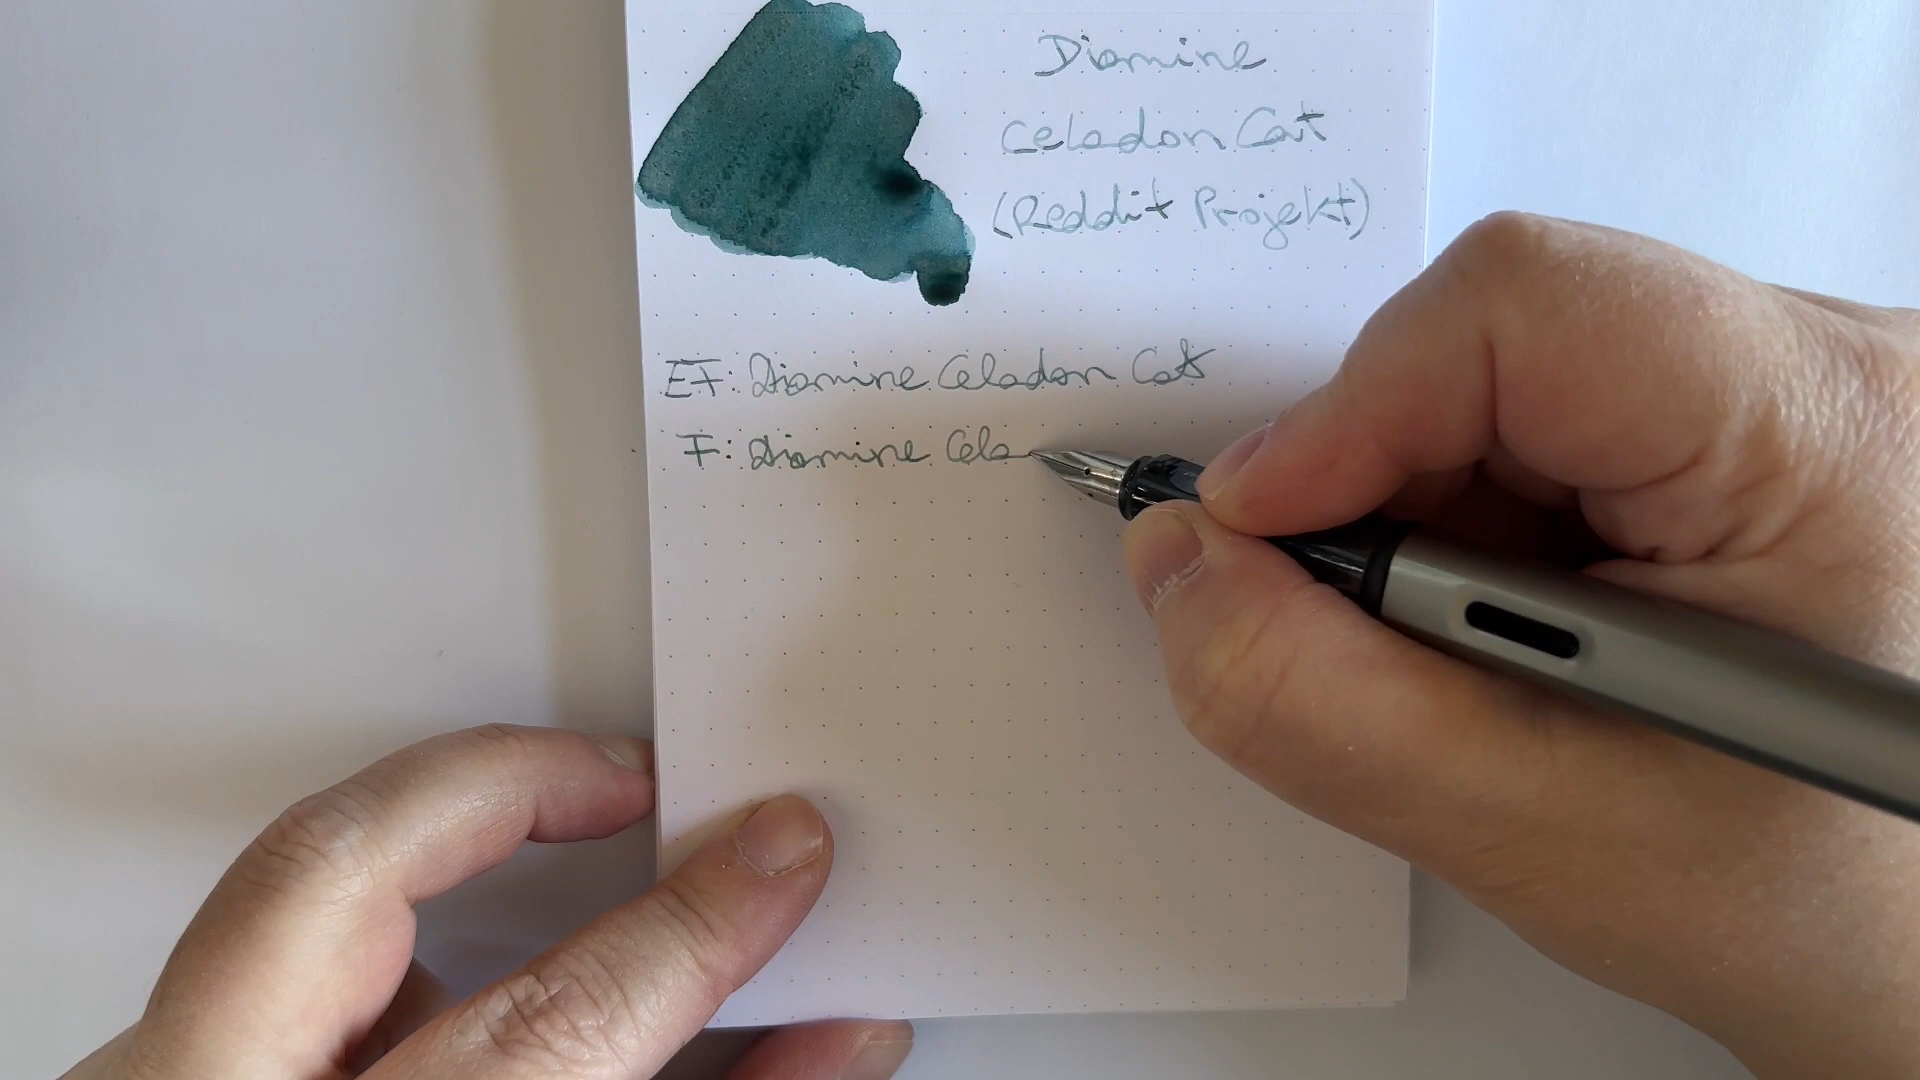 Diamine
Celadon Cat
(Reddit Projekt)
EF: Diamine Celadon Cat
F: Diamine Cela